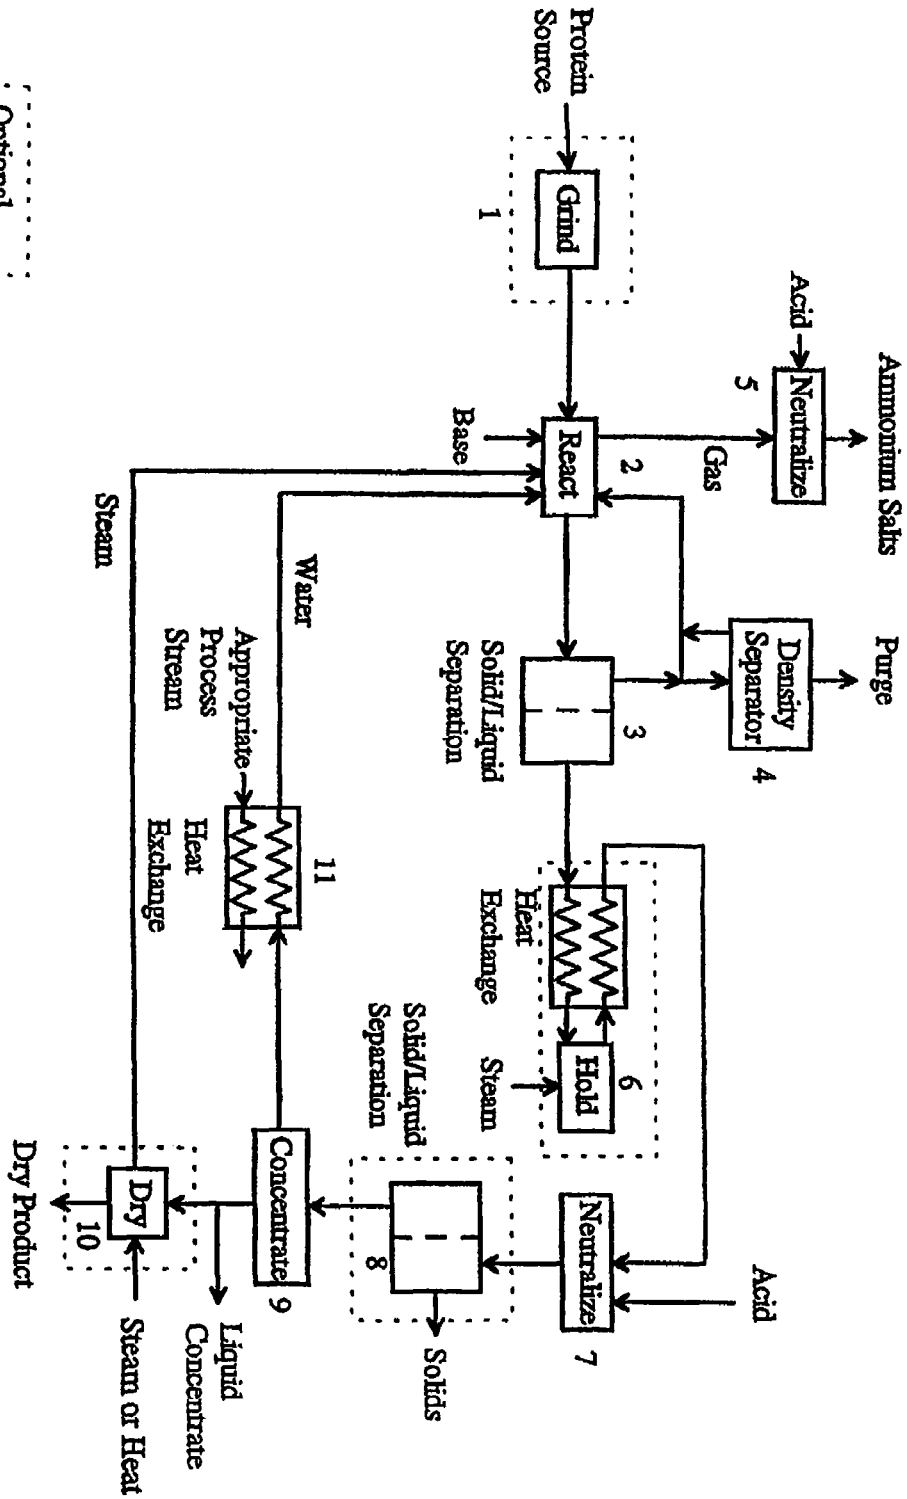 Ammonium Salts
Purge
Acid
Neutralize
5
Density
Separator
4
Acid
Gas
2
3
6
Protein
Source
Grind
1
React
Base
Solid/Liquid
Separation
Heat
Exchange
Hold
Steam
Neutralize
7
Solid/Liquid
Separation
8
Solids
Water
11
Appropriate
Process
Stream
Heat
Exchange
Concentrate
9
Liquid
Concentrate
Steam
Dry
10
Steam or Heat
Dry Product
Optional